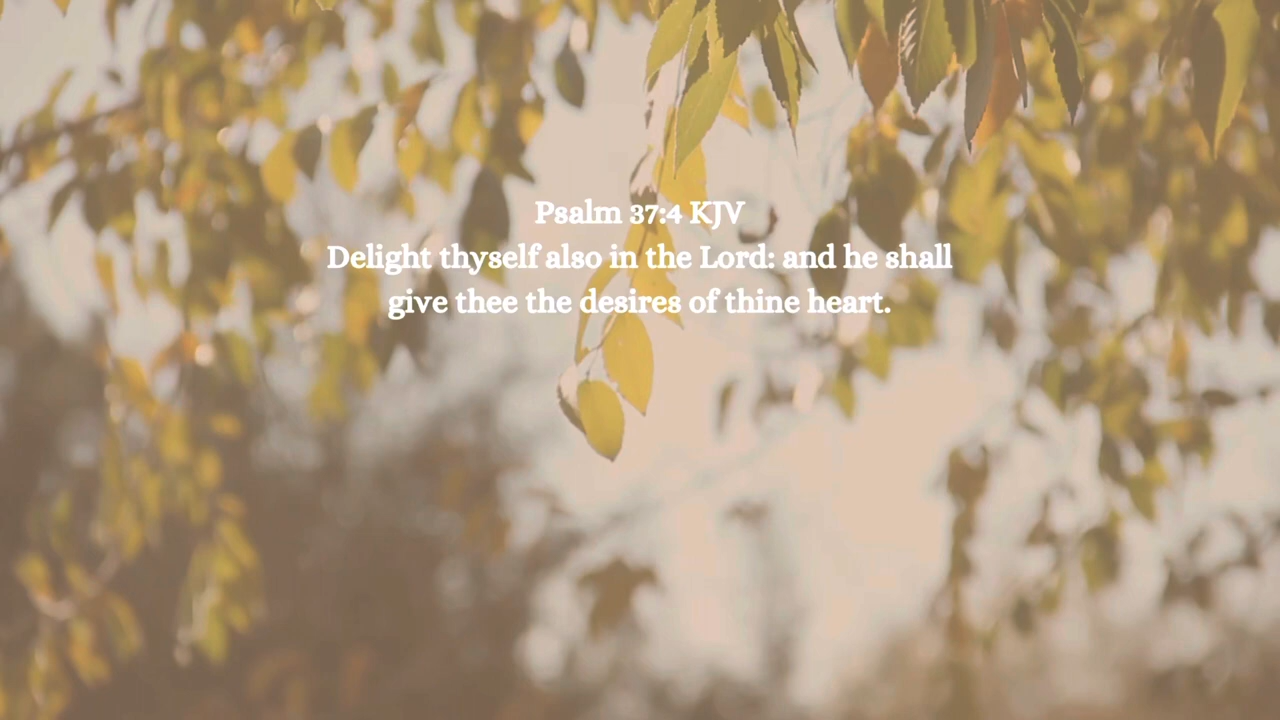 Psalm 37:4 KJV
Delight thyself also in the Lord: and he shall
give thee the desires of thine heart.